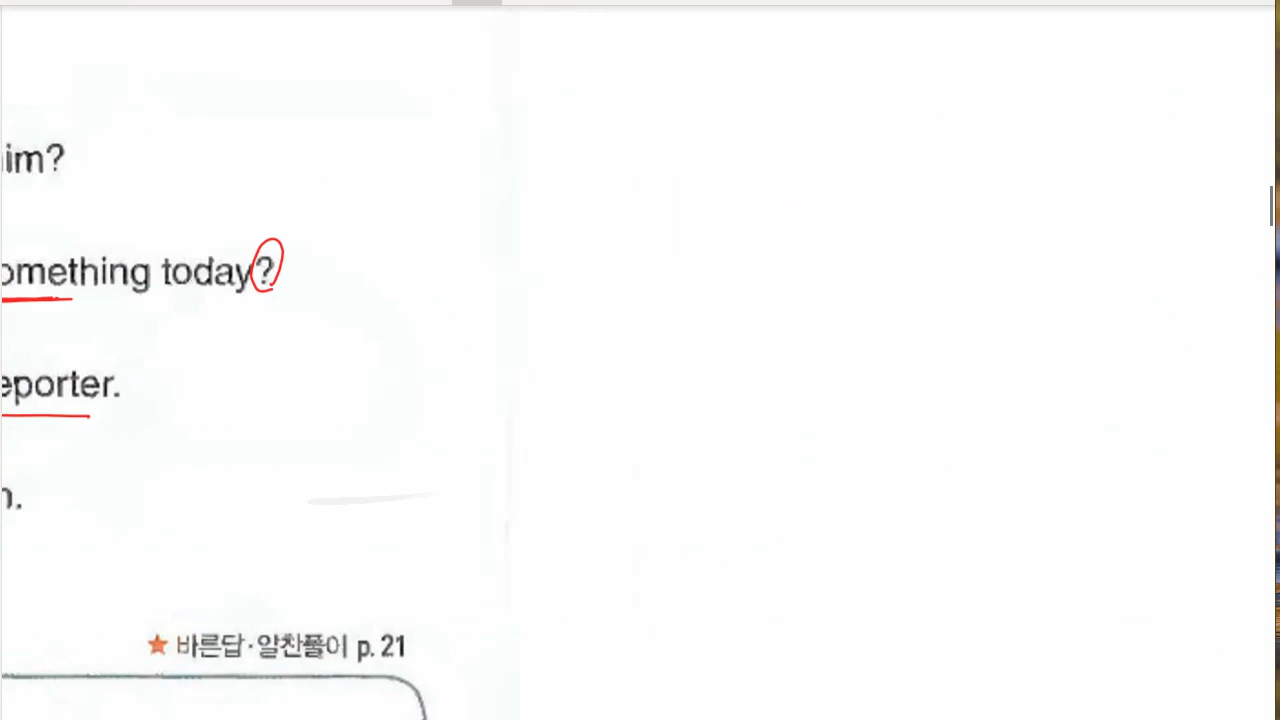 im?
omething today?
eporter.
n.
★ 바른답·알찬풀이 p. 21